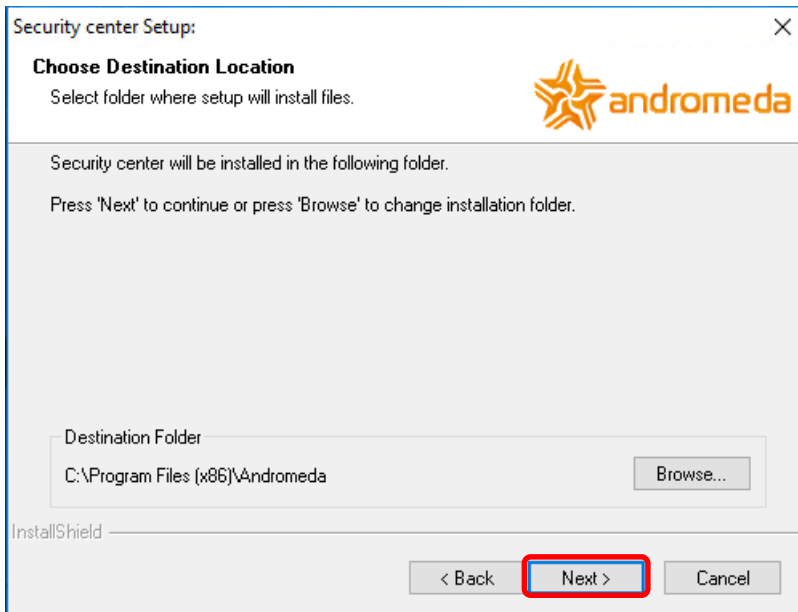 Security center Setup:
Choose Destination Location
Select folder where setup will install files.
andromeda
Security center will be installed in the following folder.
Press 'Next' to continue or press 'Browse' to change installation folder.
Destination Folder
C:\Program Files (x86)\Andromeda
Browse...
InstallShield
< Back
Next >
Cancel